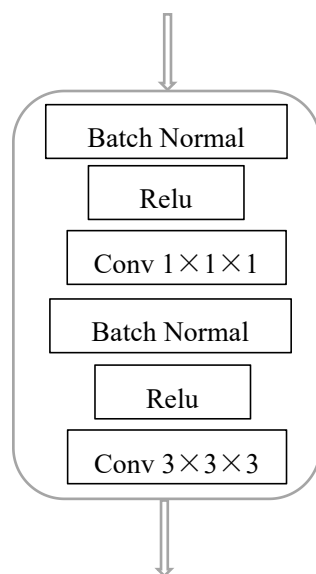 Batch Normal
Relu
Conv 1×1×1
Batch Normal
Relu
Conv 3×3×3